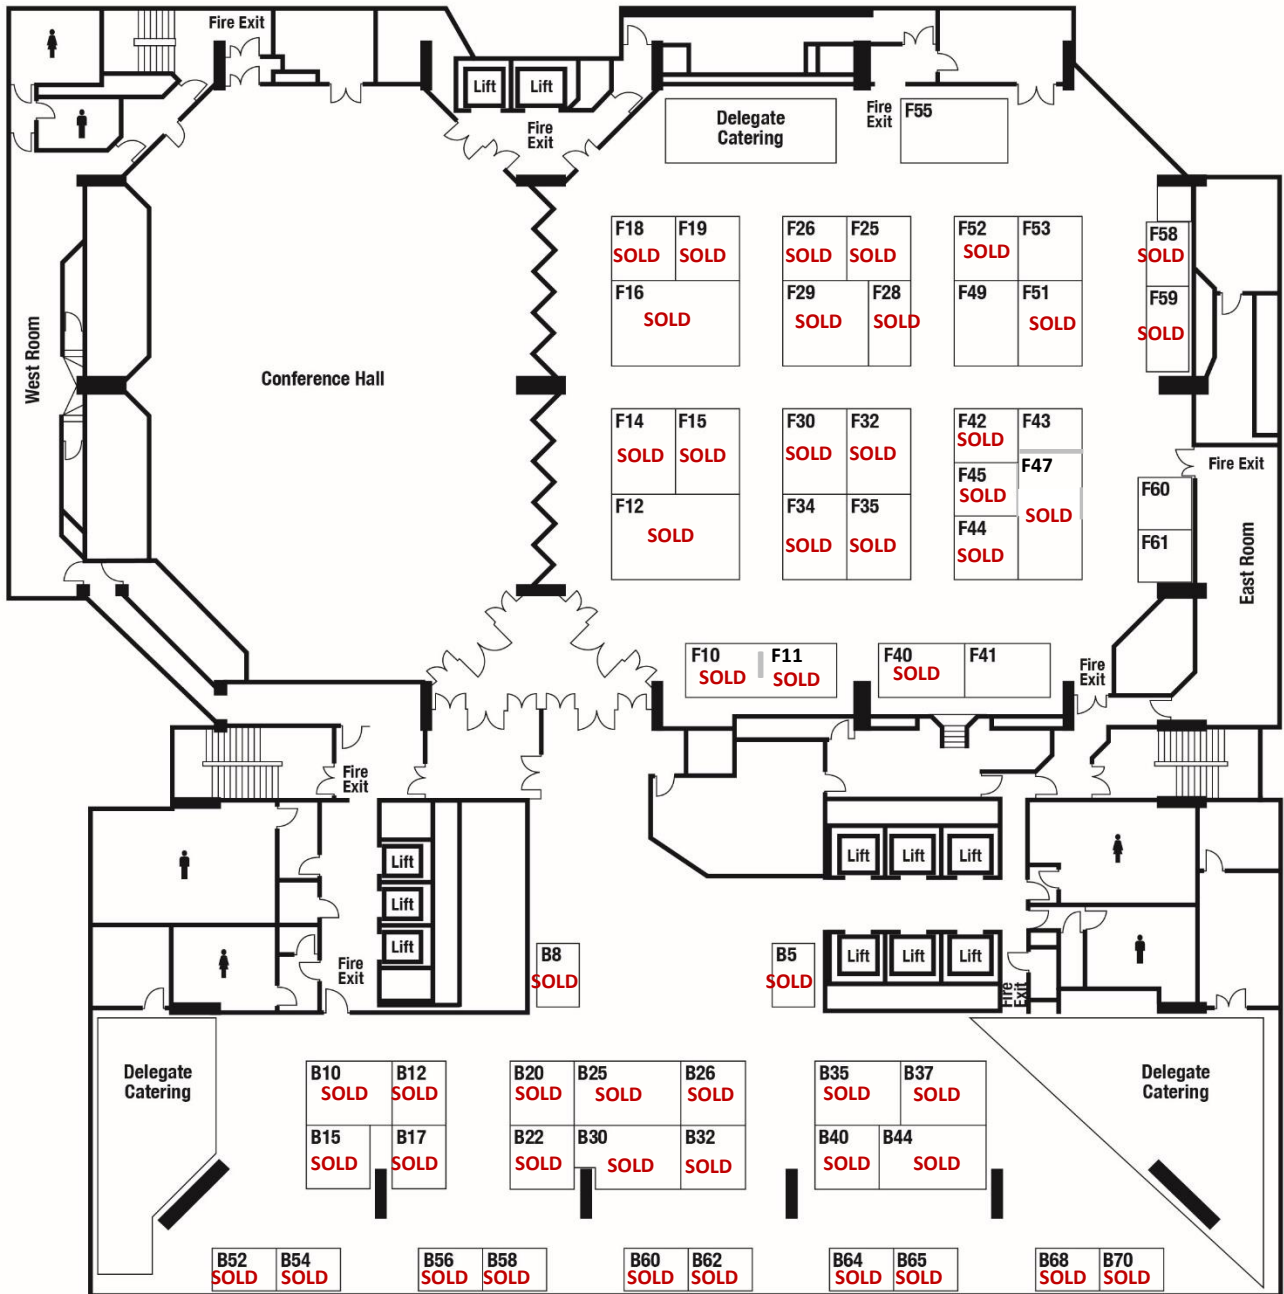 Fire Exit
Lift
Lift
Fire
Exit
Delegate
Catering
Fire
Exit
F55
F18
SOLD
F19
SOLD
F26
SOLD
F25
SOLD
F52
SOLD
F53
F58
SOLD
F16
SOLD
F29
SOLD
F28
SOLD
F49
F51
SOLD
F59
SOLD
West Room
Conference Hall
F14
SOLD
F15
SOLD
F30
SOLD
F32
SOLD
F42
SOLD
F43
F45
SOLD
F47
SOLD
Fire Exit
F12
SOLD
F34
SOLD
F35
SOLD
F44
SOLD
F60
F61
East Room
F10
SOLD
F11
SOLD
F40
SOLD
F41
Fire
Exit
Fire
Exit
Lift
Lift
Lift
Lift
Lift
Lift
Lift
Lift
Lift
Fire
Exit
B8
SOLD
B5
SOLD
Fire
Exit
Delegate
Catering
B10
SOLD
B12
SOLD
B20
SOLD
B25
SOLD
B26
SOLD
B35
SOLD
B37
SOLD
Delegate
Catering
B15
SOLD
B17
SOLD
B22
SOLD
B30
SOLD
B32
SOLD
B40
SOLD
B44
SOLD
B52
SOLD
B54
SOLD
B56
SOLD
B58
SOLD
B60
SOLD
B62
SOLD
B64
SOLD
B65
SOLD
B68
SOLD
B70
SOLD